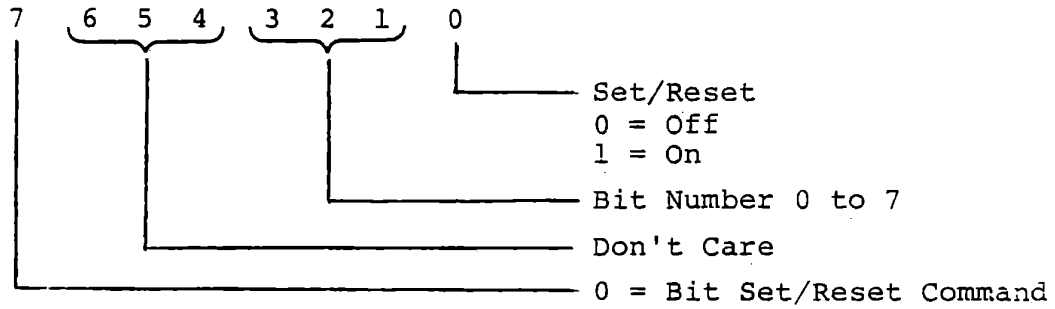 7 6 5 4 3 2 1 0
Set/Reset
0 = Off
1 = On
Bit Number 0 to 7
Don't Care
0 = Bit Set/Reset Command